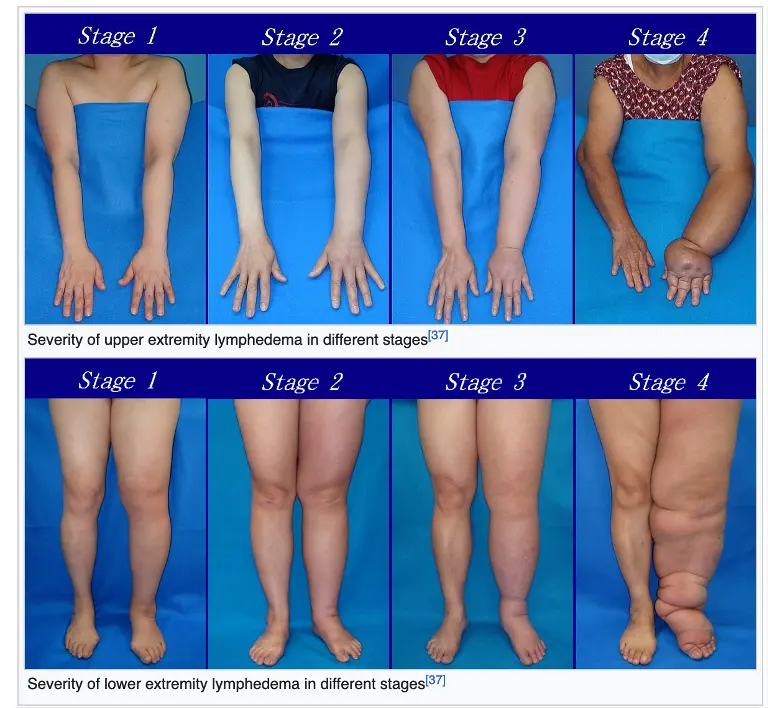 Stage 1 Stage 2 Stage 3 Stage 4
Severity of upper extremity lymphedema in different stages[37]
Stage 1 Stage 2 Stage 3 Stage 4
Severity of lower extremity lymphedema in different stages[37]